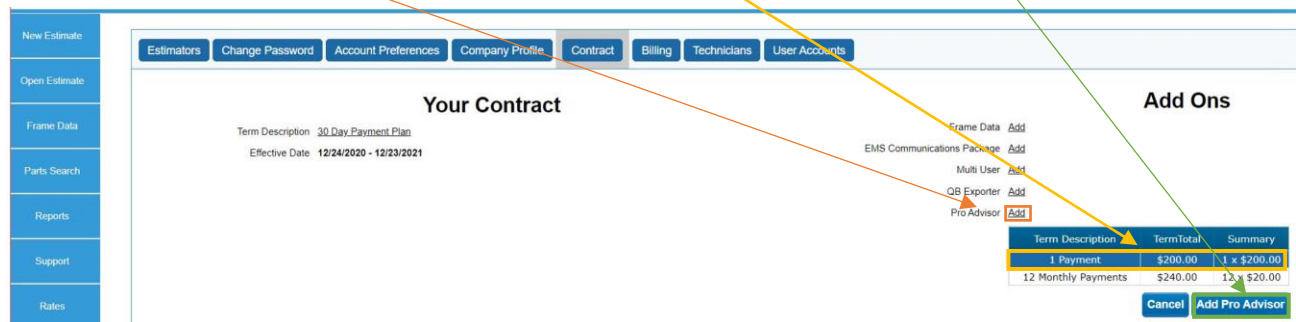 New Estimate
Open Estimate
Frame Data
Parts Search
Reports
Support
Rates
Estimators Change Password Account Preferences Company Profile Contract Billing Technicians User Accounts
Your Contract
Term Description 30 Day Payment Plan
Effective Date 12/24/2020 - 12/23/2021
Add Ons
Frame Data Add
EMS Communications Package Add
Multi User Add
QB Exporter Add
Pro Advisor Add
Term Description TermTotal Summary
1 Payment $200.00 1 x $200.00
12 Monthly Payments $240.00 12 x $20.00
Cancel Add Pro Advisor